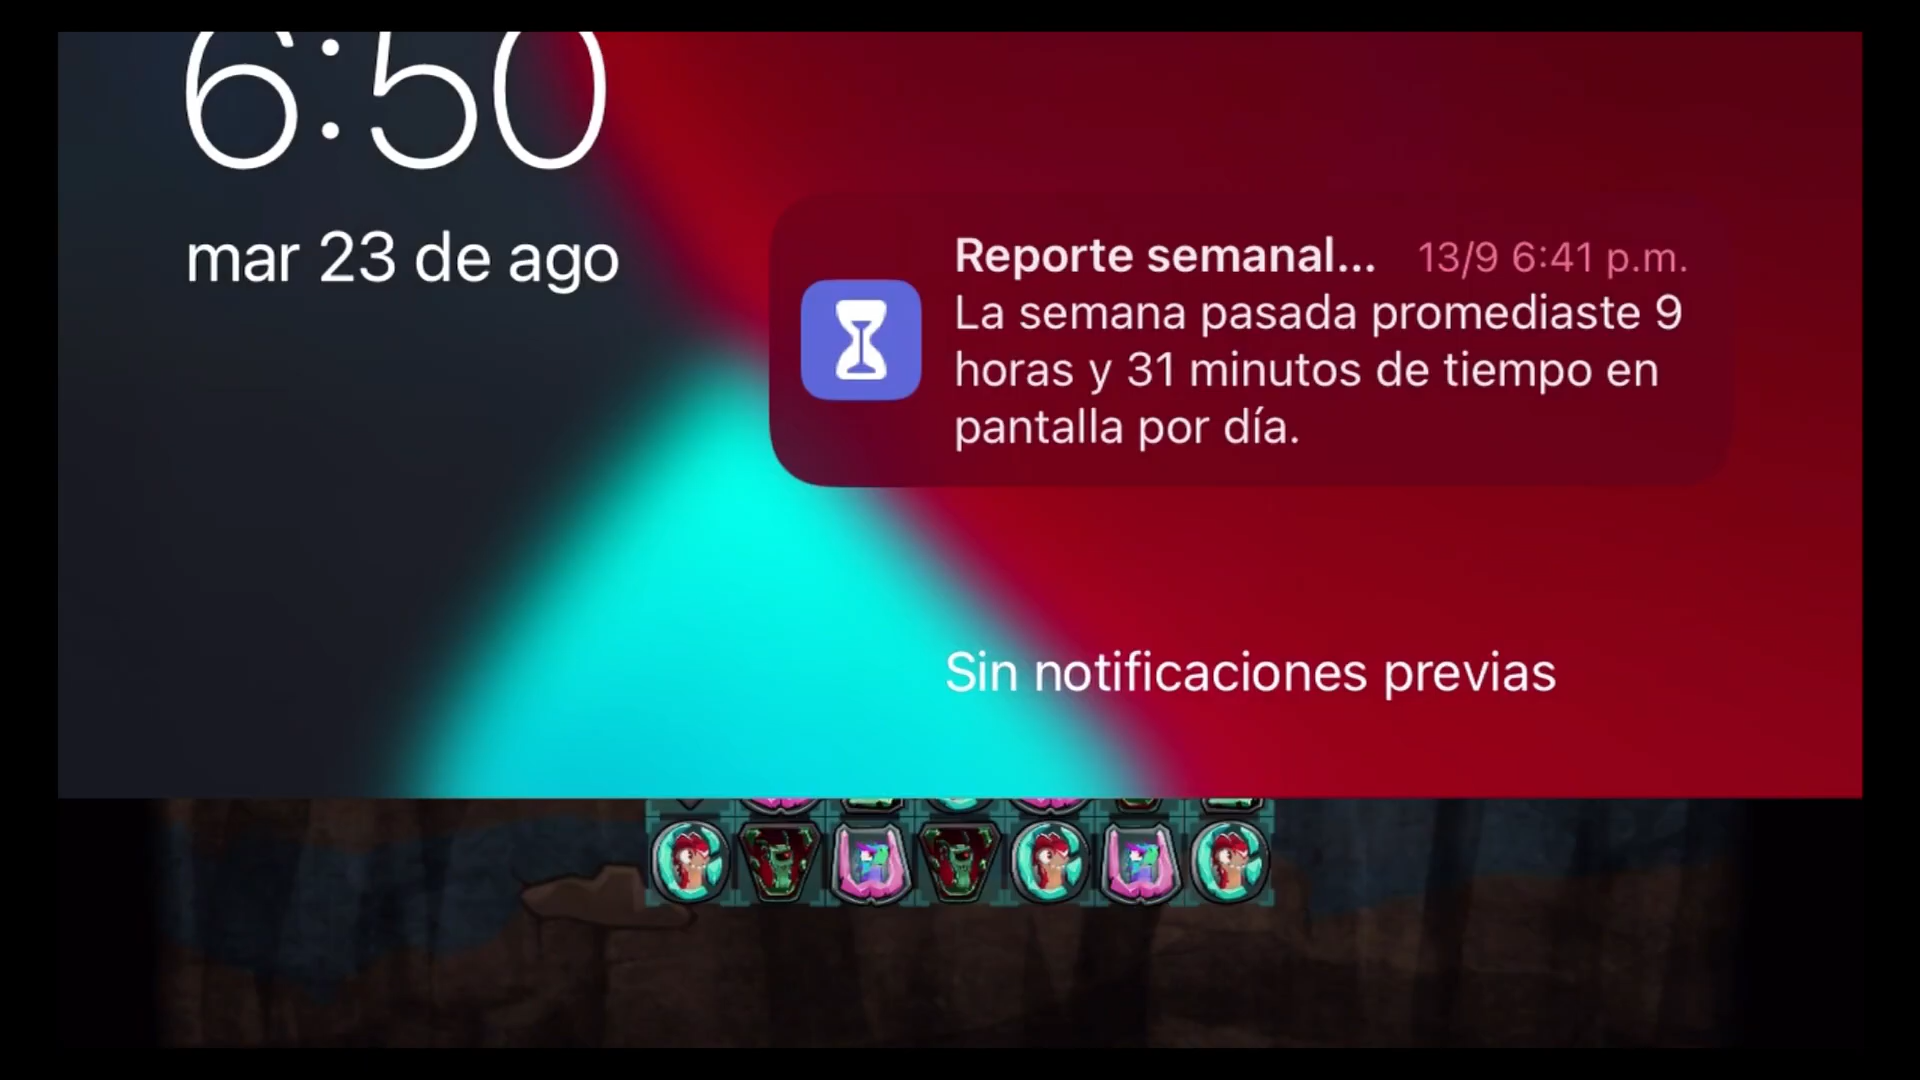 6:50
mar 23 de ago
Reporte semanal... 13/9 6:41 p.m.
La semana pasada promediaste 9
horas y 31 minutos de tiempo en
pantalla por día.
Sin notificaciones previas